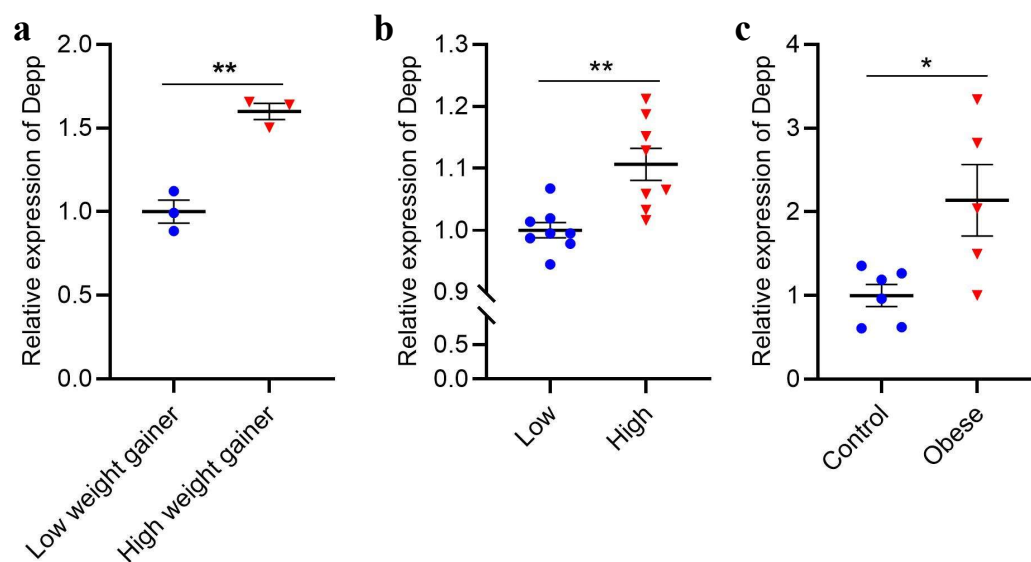 a
Relative expression of Depp
2.0
1.5
1.0
0.5
0.0
**
Low weight gainer
High weight gainer
b
Relative expression of Depp
1.3
1.2
1.1
1.0
0.9
0.5
0.0
**
Low
High
c
Relative expression of Depp
4
3
2
1
0
*
Control
Obese